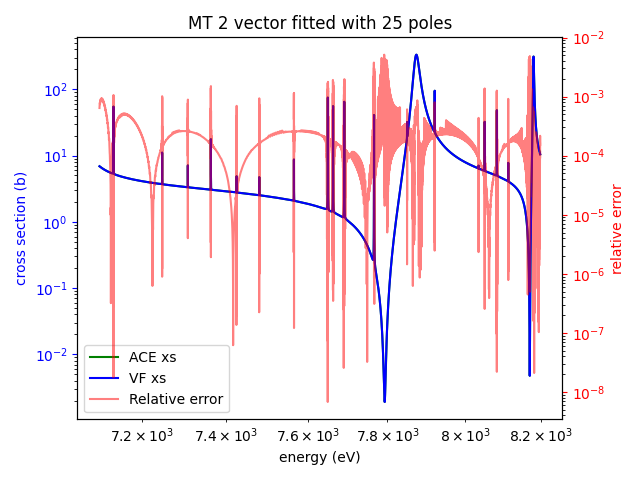 MT 2 vector fitted with 25 poles
10²
10¹
10⁰
10⁻¹
10⁻²
cross section (b)
10⁻²
10⁻³
10⁻⁴
10⁻⁵
10⁻⁶
10⁻⁷
10⁻⁸
relative error
ACE xs
VF xs
Relative error
7.2 × 10³ 7.4 × 10³ 7.6 × 10³ 7.8 × 10³ 8 × 10³ 8.2 × 10³
energy (eV)